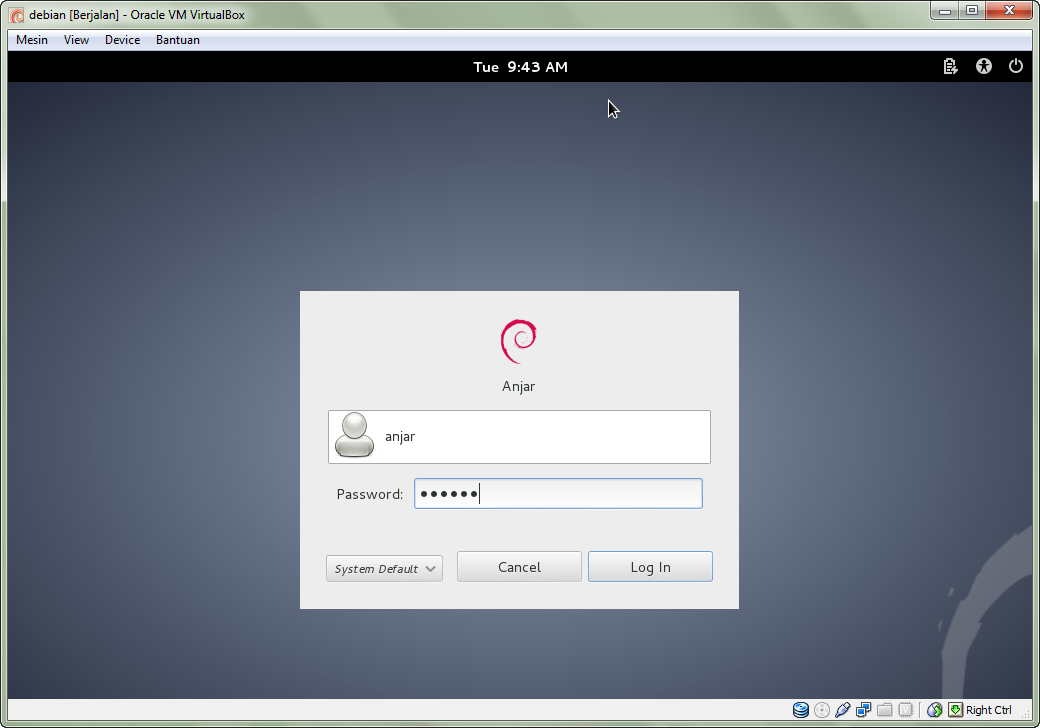 debian [Berjalan] - Oracle VM VirtualBox
Mesin View Device Bantuan
Tue 9:43 AM
Anjar
anjar
Password: ●●●●●●
System Default Cancel Log In
Right Ctrl